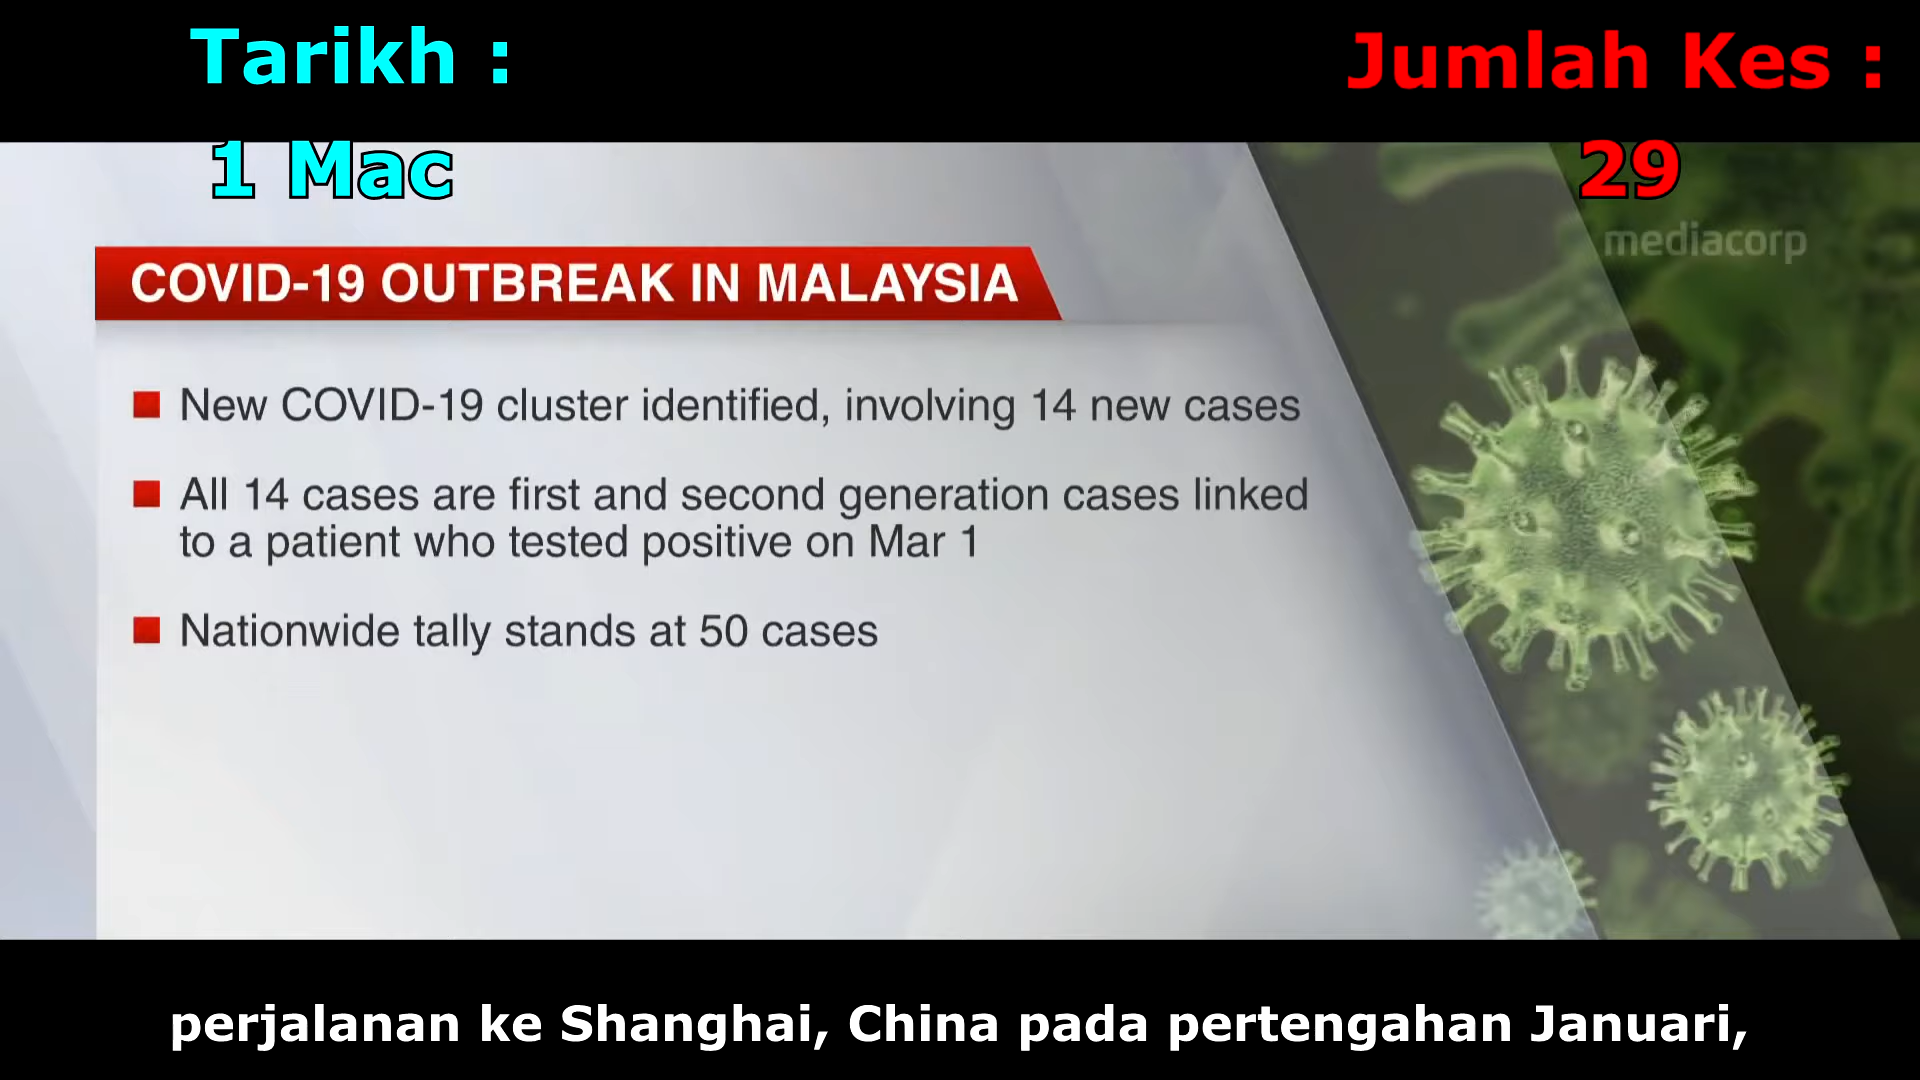 Tarikh :
Jumlah Kes :
1 Mac
29
mediacorp
COVID-19 OUTBREAK IN MALAYSIA
New COVID-19 cluster identified, involving 14 new cases
All 14 cases are first and second generation cases linked
to a patient who tested positive on Mar 1
Nationwide tally stands at 50 cases
perjalanan ke Shanghai, China pada pertengahan Januari,